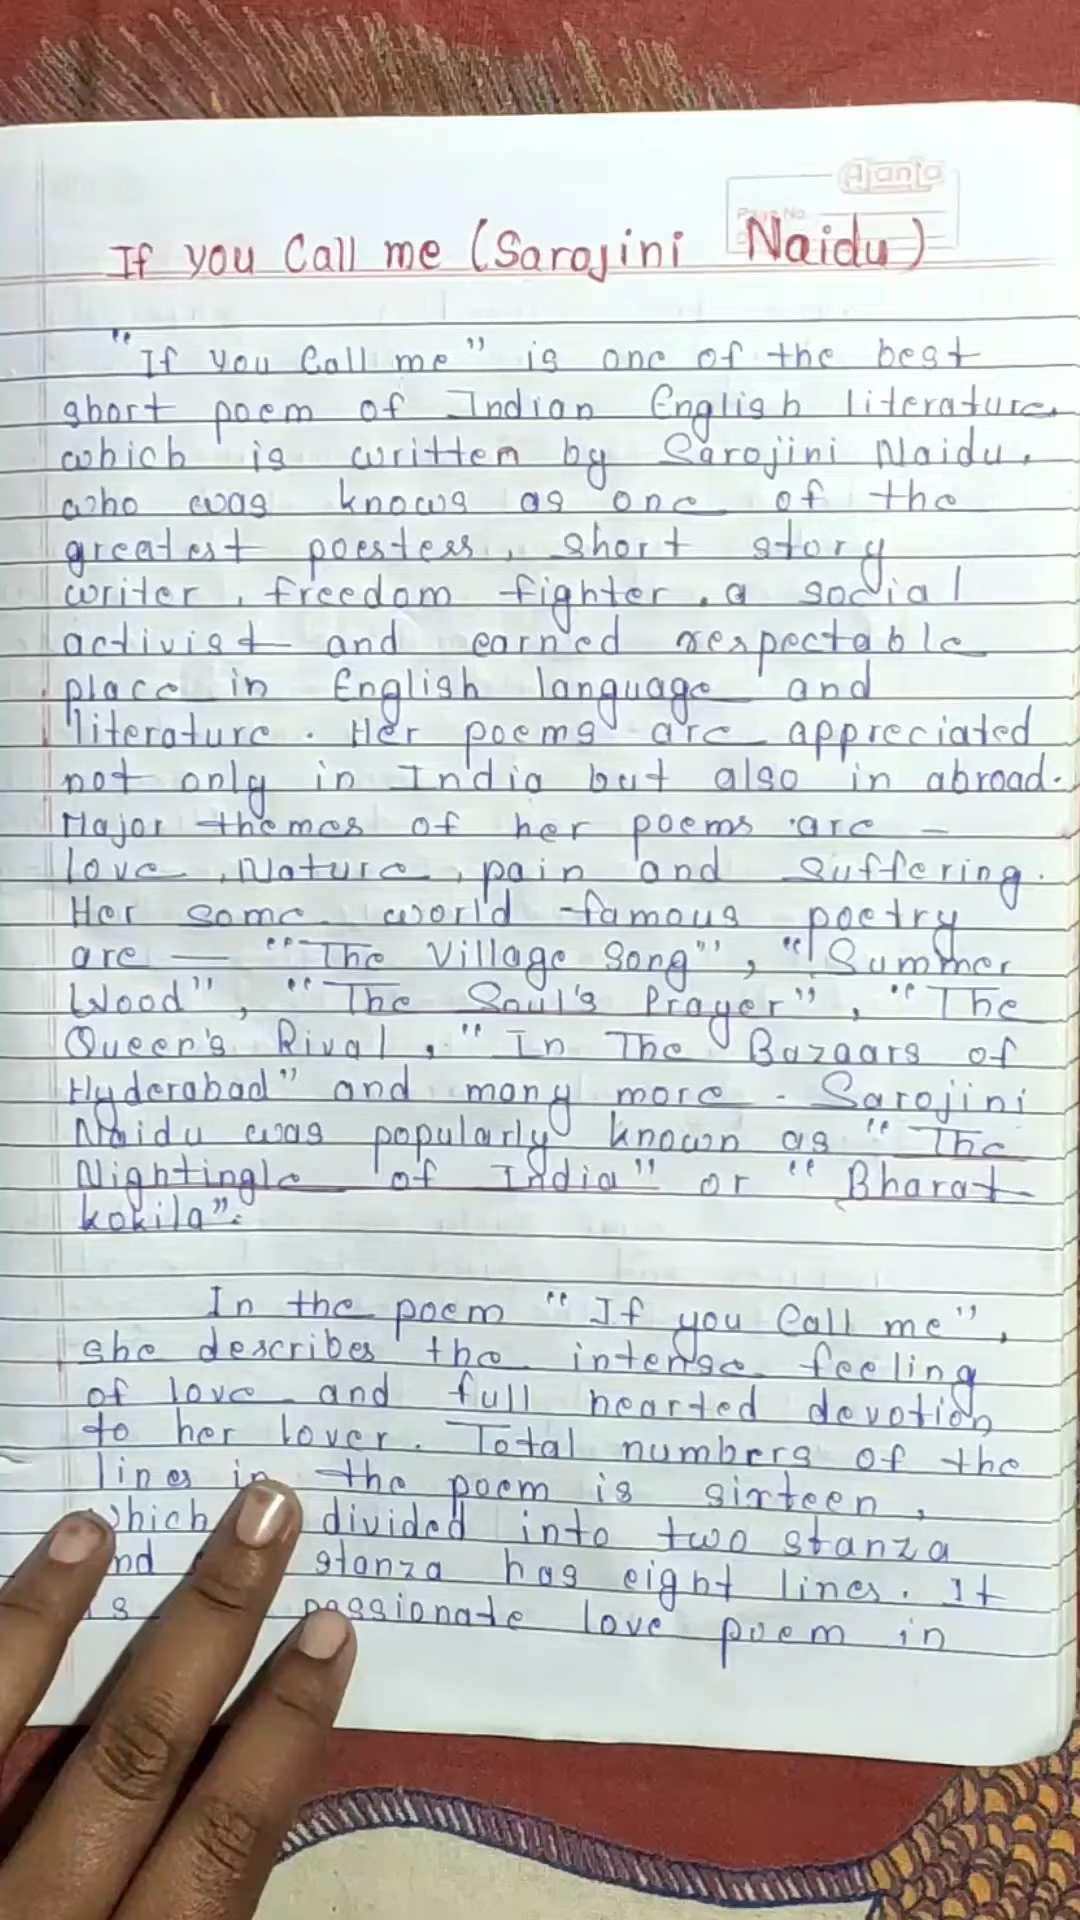 Ajanta
Page No.
If you Call me (Sarojini Naidu)
"If you Call me" is one of the best
short poem of Indian English literature,
which is written by Sarojini Naidu,
who was knows as one of the
greatest poestess, short story
writer, freedom fighter, a social
activist and earned respectable
place in English language and
literature. Her poems are appreciated
not only in India but also in abroad.
Major themes of her poems are –
love, Nature, pain and suffering.
Her some world famous poetry
are — "The Village Song", "Summer
Wood", "The Soul's Prayer", "The
Queen's Rival, "In The Bazaars of
Hyderabad" and many more. Sarojini
Naidu was popularly known as "The
Nightingle of India" or "Bharat
kokila".
In the poem "If you Call me",
she describes the intense feeling
of love and full hearted devotion
to her lover. Total numbers of the
lines in the poem is sixteen,
which divided into two stanza
stanza has eight lines. It
passionate love poem in